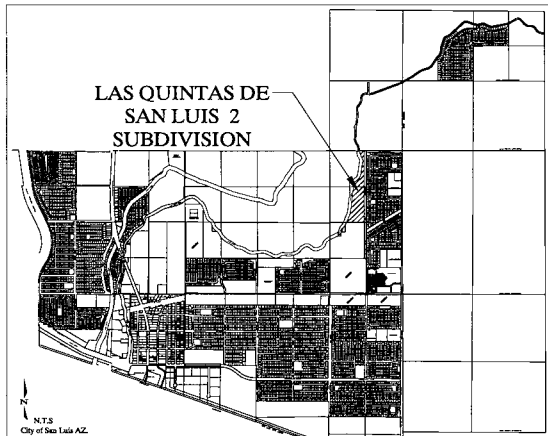 LAS QUINTAS DE
SAN LUIS 2
SUBDIVISION
N
N.T.S
City of San Luis AZ.